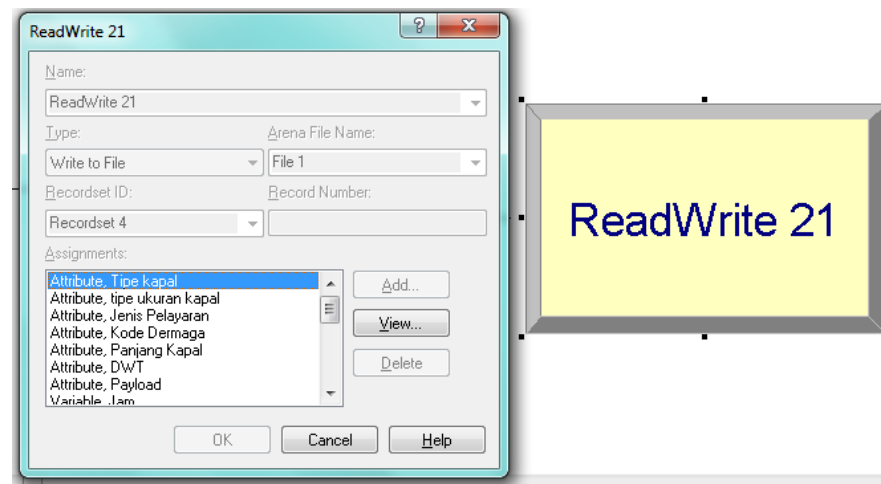 ReadWrite 21
Name:
ReadWrite 21
Type:
Arena File Name:
Write to File
File 1
Recordset ID:
Record Number:
Recordset 4
Assignments:
Attribute, Tipe kapal
Attribute, tipe ukuran kapal
Attribute, Jenis Pelayaran
Attribute, Kode Dermaga
Attribute, Panjang Kapal
Attribute, DWT
Attribute, Payload
Variable, Jam
Add...
View...
Delete
OK
Cancel
Help
ReadWrite 21